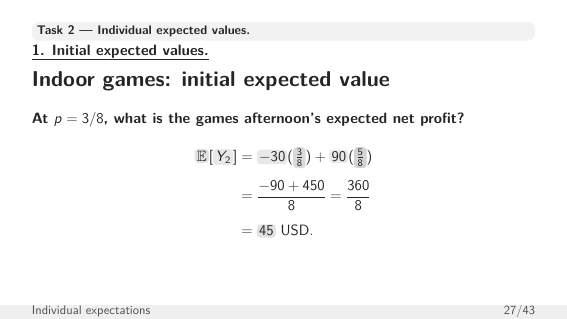 Task 2 — Individual expected values.
1. Initial expected values.
Indoor games: initial expected value
At p = 3/8, what is the games afternoon's expected net profit?
𝔼[Y₂] = −30(3/8) + 90(5/8)
= (−90 + 450)/8 = 360/8
= 45 USD.
Individual expectations 27/43